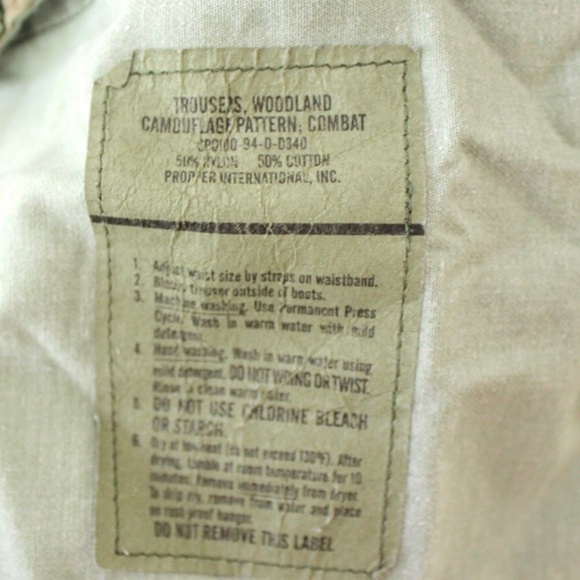 TROUSERS, WOODLAND
CAMOUFLAGE PATTERN: COMBAT
SPO100-94-D-0340
50% NYLON 50% COTTON
PROPPER INTERNATIONAL, INC.
1. Adjust waist size by straps on waistband.
2. Blouse trouser outside of boots.
3. Machine washing. Use Permanent Press
Cycle. Wash in warm water with mild
detergent.
4. Hand washing. Wash in warm water using
mild detergent. DO NOT WRING OR TWIST.
Rinse in clean warm water.
5. DO NOT USE CHLORINE BLEACH
OR STARCH.
6. Dry at low heat (do not exceed 130°F). After
drying, tumble at room temperature for 10
minutes. Remove immediately from dryer.
To drip dry, remove from water and place
on rust-proof hanger.
DO NOT REMOVE THIS LABEL